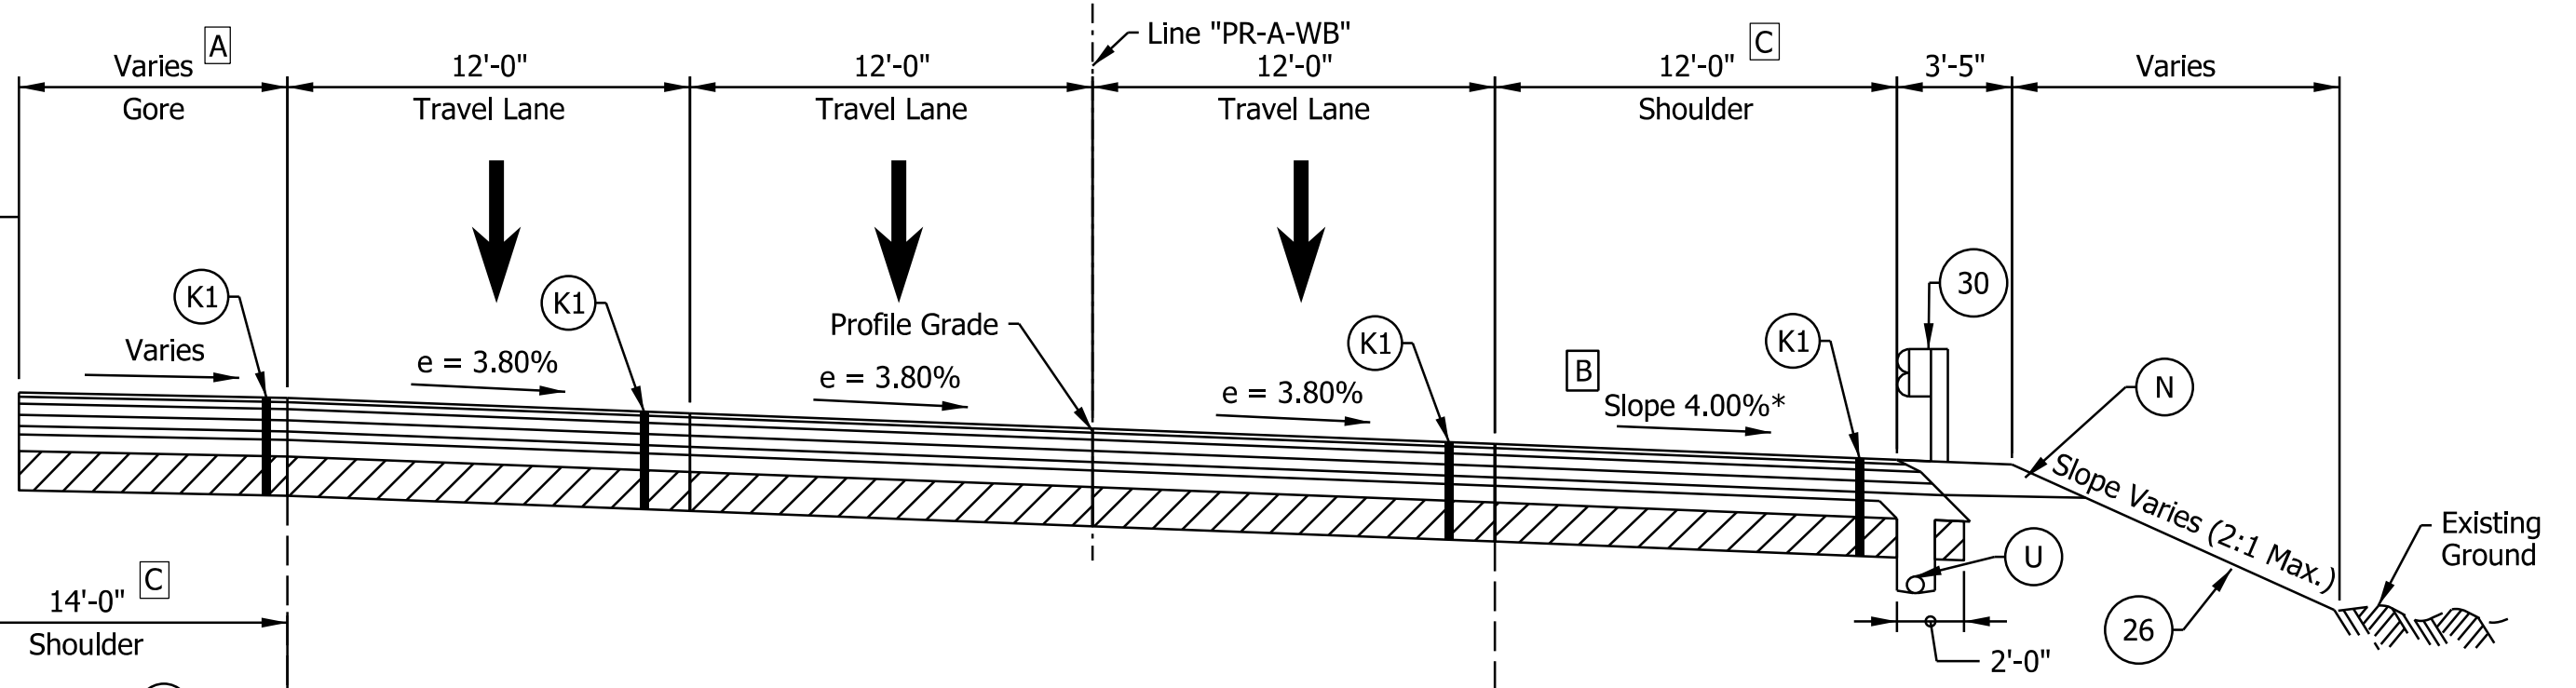 A
Varies
Gore
12'-0"
Travel Lane
12'-0"
Travel Lane
Line "PR-A-WB"
12'-0"
Travel Lane
C
12'-0"
Shoulder
3'-5"
Varies
K1
Varies
K1
e = 3.80%
Profile Grade
e = 3.80%
K1
e = 3.80%
B
Slope 4.00%*
K1
30
N
Slope Varies (2:1 Max.)
Existing
Ground
U
26
2'-0"
C
14'-0"
Shoulder